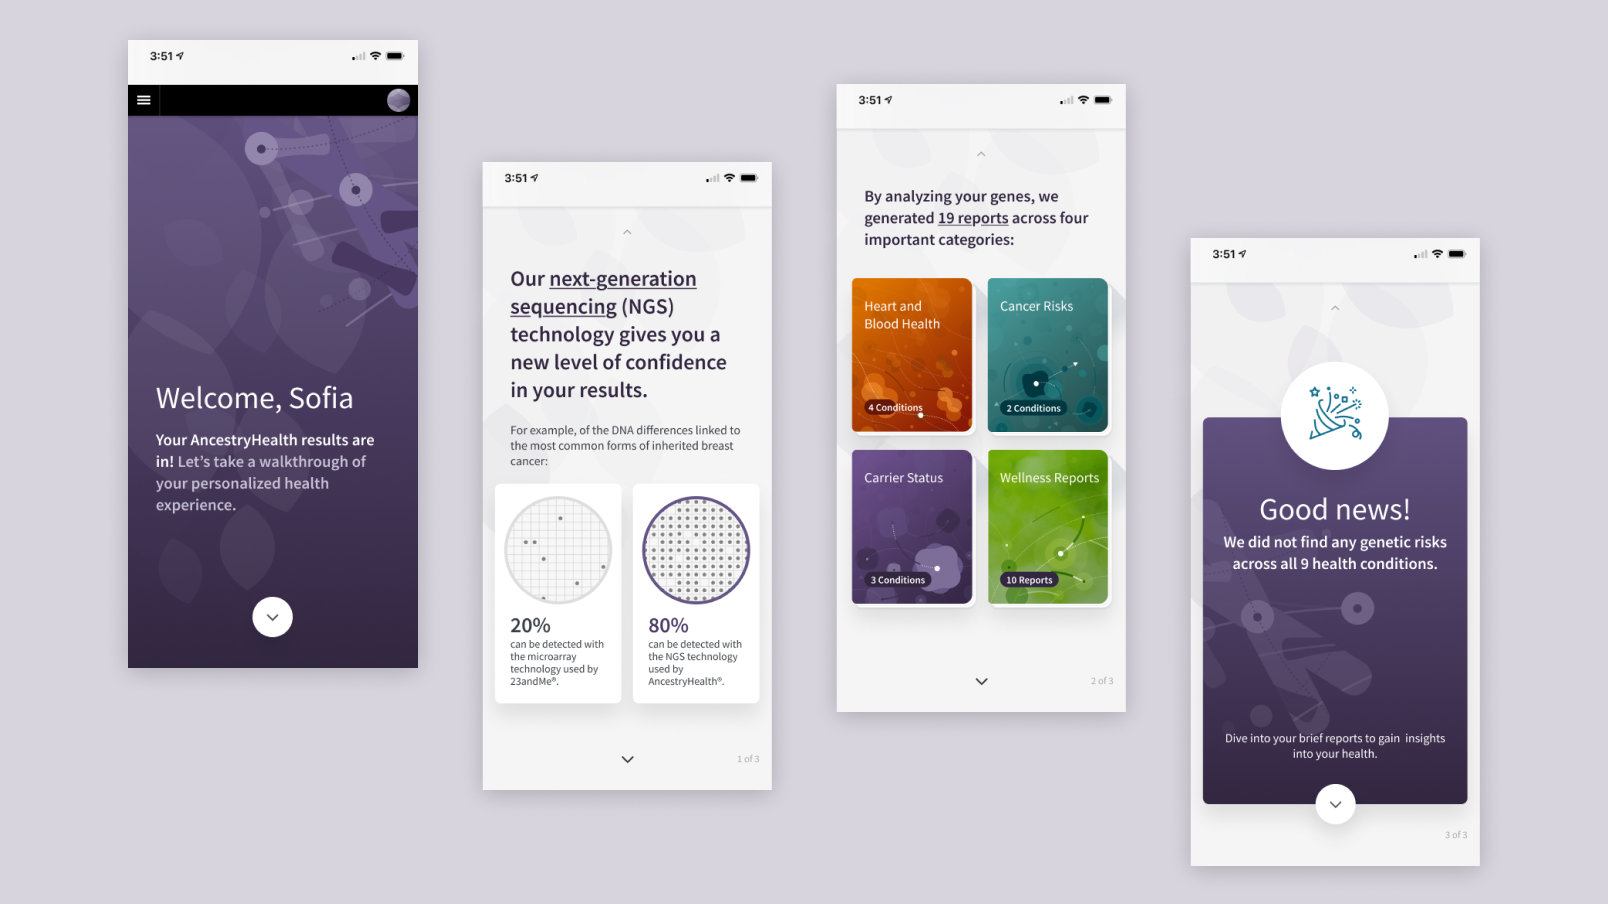 3:51
Welcome, Sofia
Your AncestryHealth results are
in! Let's take a walkthrough of
your personalized health
experience.
3:51
Our next-generation
sequencing (NGS)
technology gives you a
new level of confidence
in your results.
For example, of the DNA differences linked to
the most common forms of inherited breast
cancer:
20%
can be detected with
the microarray
technology used by
23andMe®.
80%
can be detected with
the NGS technology
used by
AncestryHealth®.
1 of 3
3:51
By analyzing your genes, we
generated 19 reports across four
important categories:
Heart and
Blood Health
4 Conditions
Cancer Risks
2 Conditions
Carrier Status
3 Conditions
Wellness Reports
10 Reports
2 of 3
3:51
Good news!
We did not find any genetic risks
across all 9 health conditions.
Dive into your brief reports to gain insights
into your health.
3 of 3